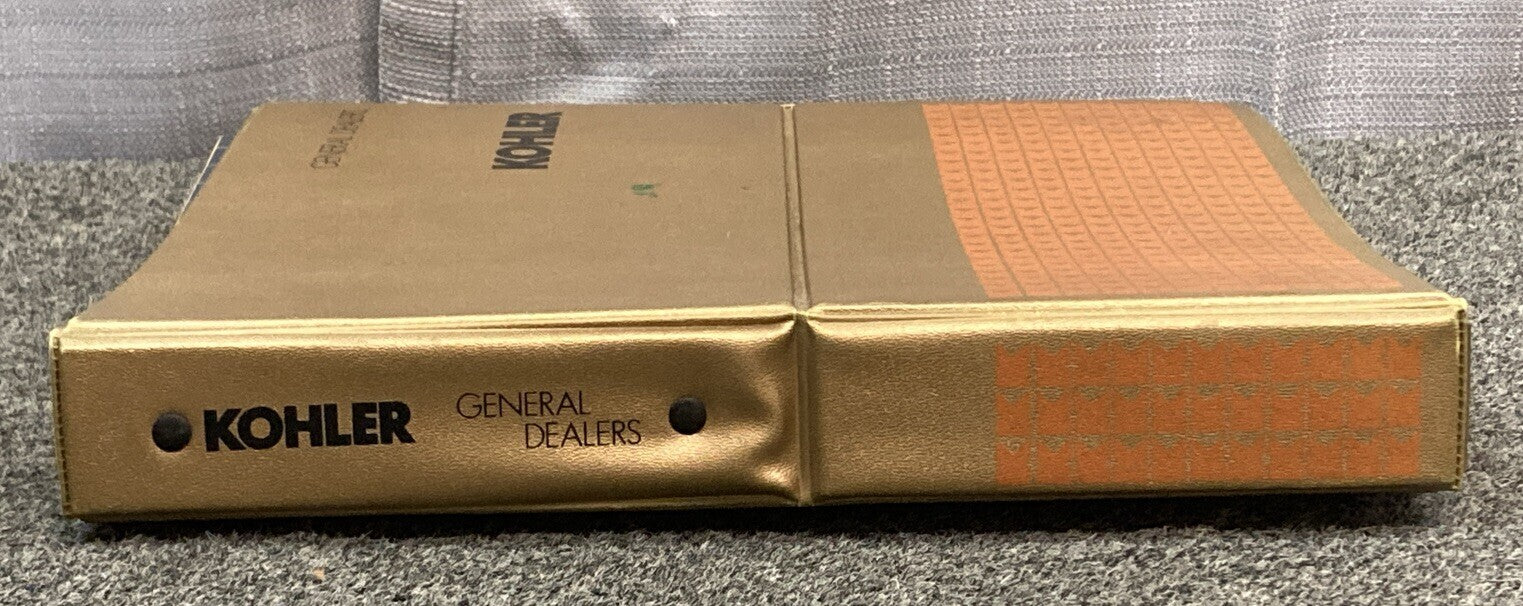 GENERAL DEALERS
KOHLER
KOHLER
GENERAL
DEALERS